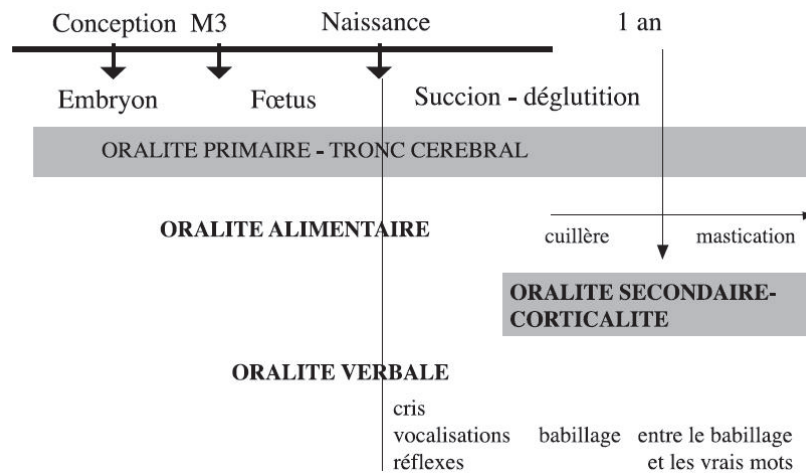 Conception M3 Naissance 1 an
Embryon Fœtus Succion - déglutition
ORALITE PRIMAIRE - TRONC CEREBRAL
ORALITE ALIMENTAIRE
cuillère mastication
ORALITE SECONDAIRE-
CORTICALITE
ORALITE VERBALE
cris
vocalisations babillage entre le babillage
réflexes et les vrais mots